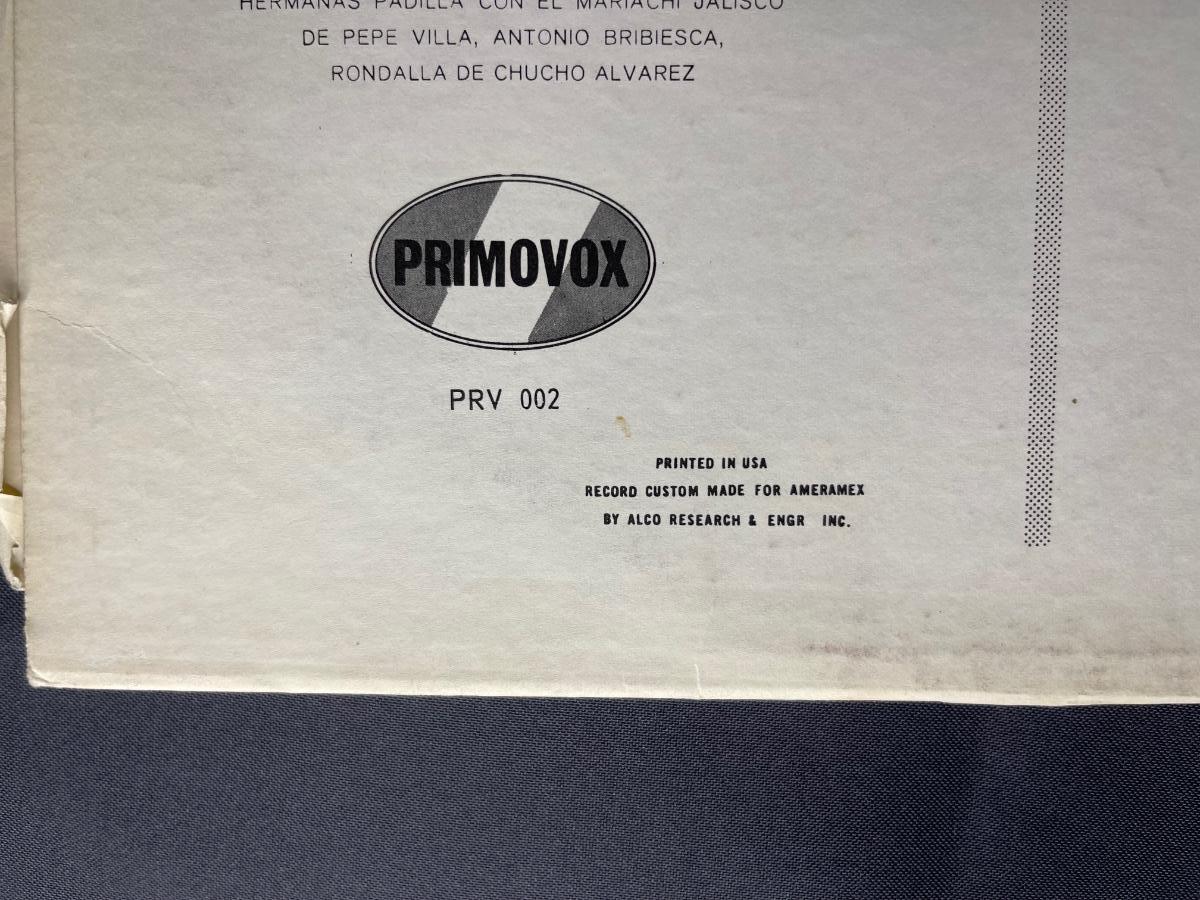 HERMANAS PADILLA CON EL MARIACHI JALISCO
DE PEPE VILLA, ANTONIO BRIBIESCA,
RONDALLA DE CHUCHO ALVAREZ
PRIMOVOX
PRV 002
PRINTED IN USA
RECORD CUSTOM MADE FOR AMERAMEX
BY ALCO RESEARCH & ENGR INC.